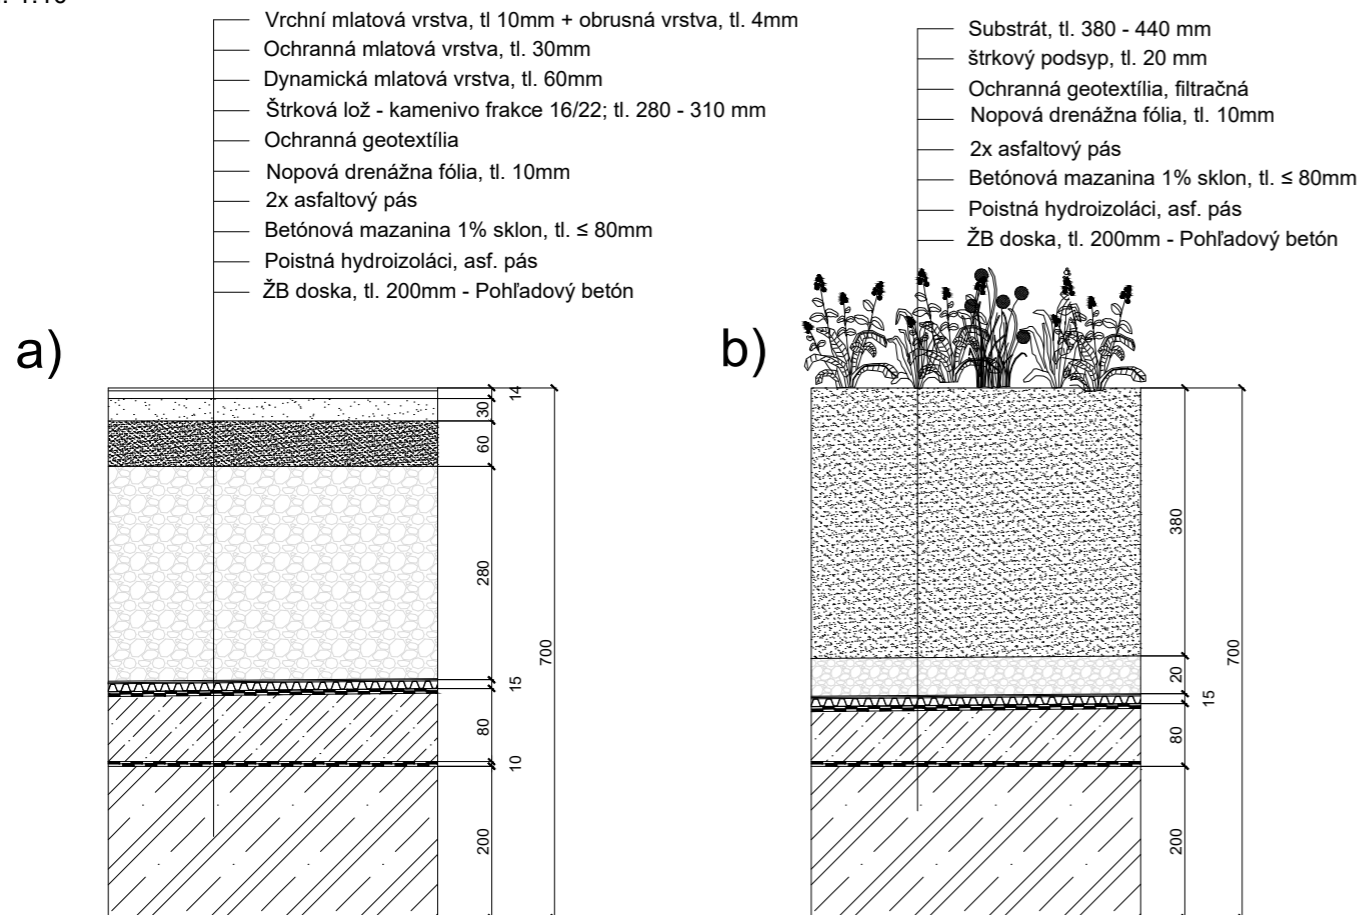 Vrchní mlatová vrstva, tl 10mm + obrusná vrstva, tl. 4mm
Ochranná mlatová vrstva, tl. 30mm
Dynamická mlatová vrstva, tl. 60mm
Štrková lož - kamenivo frakce 16/22; tl. 280 - 310 mm
Ochranná geotextília
Nopová drenážna fólia, tl. 10mm
2x asfaltový pás
Betónová mazanina 1% sklon, tl. ≤ 80mm
Poistná hydroizoláci, asf. pás
ŽB doska, tl. 200mm - Pohľadový betón
a)
14
30
60
280
15
80
10
200
700
Substrát, tl. 380 - 440 mm
štrkový podsyp, tl. 20 mm
Ochranná geotextília, filtračná
Nopová drenážna fólia, tl. 10mm
2x asfaltový pás
Betónová mazanina 1% sklon, tl. ≤ 80mm
Poistná hydroizoláci, asf. pás
ŽB doska, tl. 200mm - Pohľadový betón
b)
380
20
15
80
200
700